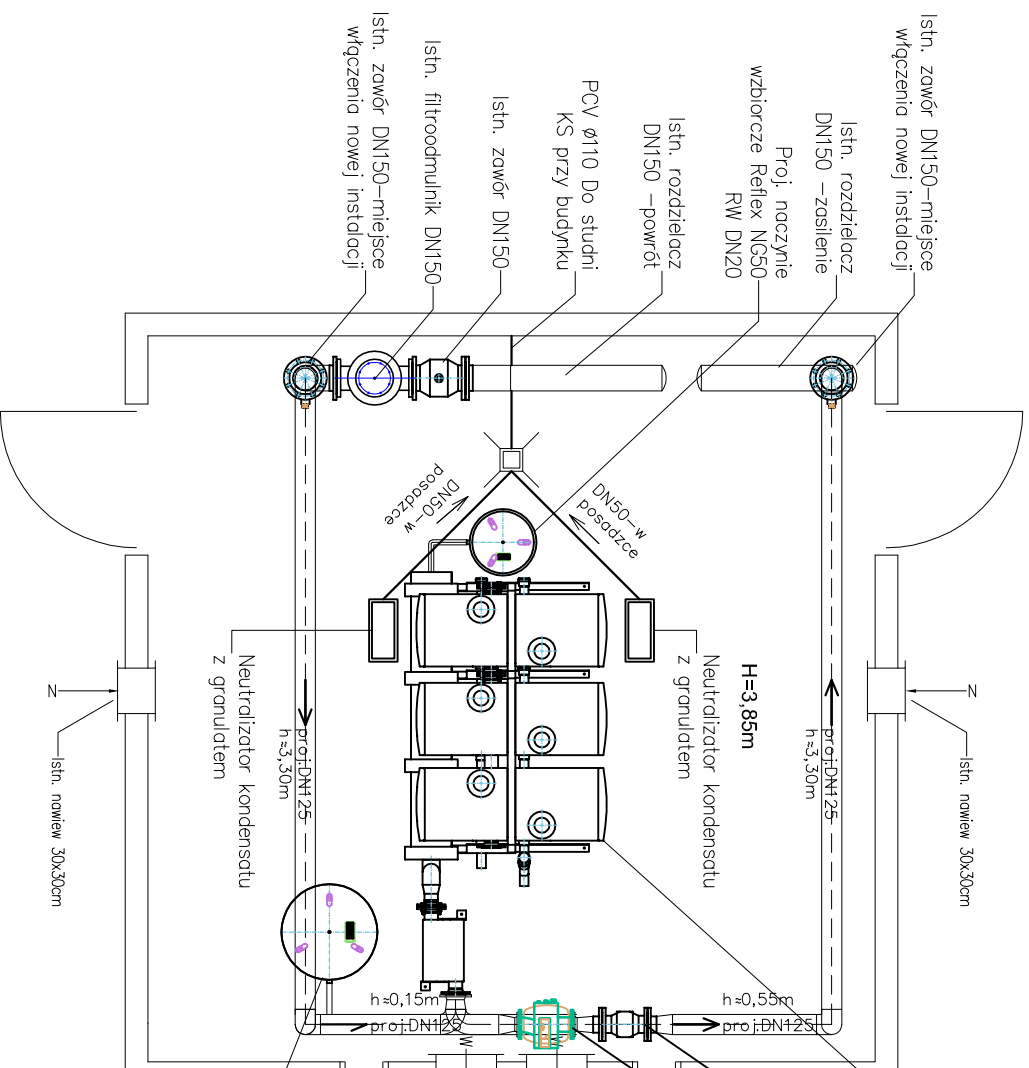 Istn. zawór DN150-miejsce
włączenia nowej instalacji
Istn. rozdzielacz
DN150 -zasilenie
Proj. naczynie
wzbiorcze Reflex NG50
RW DN20
Istn. rozdzielacz
DN150 -powrót
PCV ø110 Do studni
KS przy budynku
Istn. zawór DN150
Istn. filtroodmulnik DN150
Istn. zawór DN150-miejsce
włączenia nowej instalacji
DN50-w
posadzce
DN50-w
posadzce
H=3,85m
Neutralizator kondensatu
z granulatem
Neutralizator kondensatu
z granulatem
N
Istn. nawiew 30x30cm
N
Istn. nawiew 30x30cm
proj.DN125
h≈3,30m
proj.DN125
h≈3,30m
h≈0,15m
proj.DN125
h≈0,55m
proj.DN125
W
W